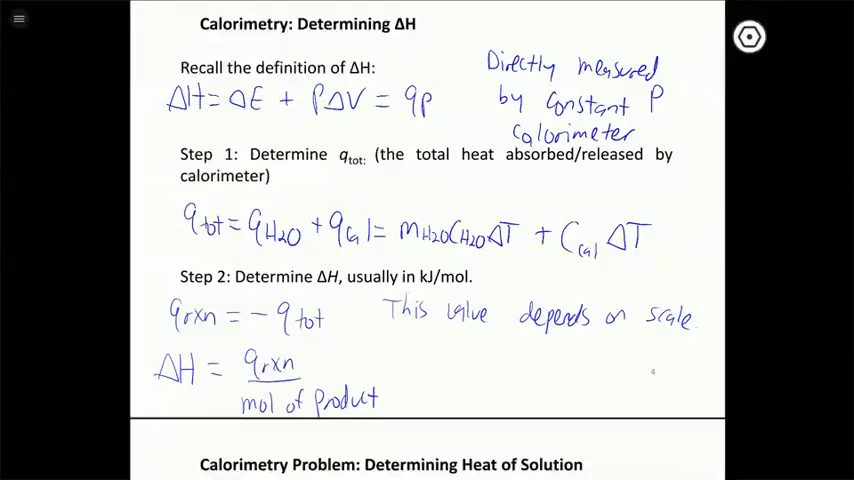 Calorimetry: Determining ΔH
Recall the definition of ΔH:
Directly measured
by constant P
calorimeter
ΔH = ΔE + PΔV = qp
Step 1: Determine qtot: (the total heat absorbed/released by
calorimeter)
qtot = qH2O + qcal = mH2OCH2OΔT + Ccal ΔT
Step 2: Determine ΔH, usually in kJ/mol.
qrxn = - qtot This value depends on scale.
ΔH = qrxn
mol of product
4
Calorimetry Problem: Determining Heat of Solution